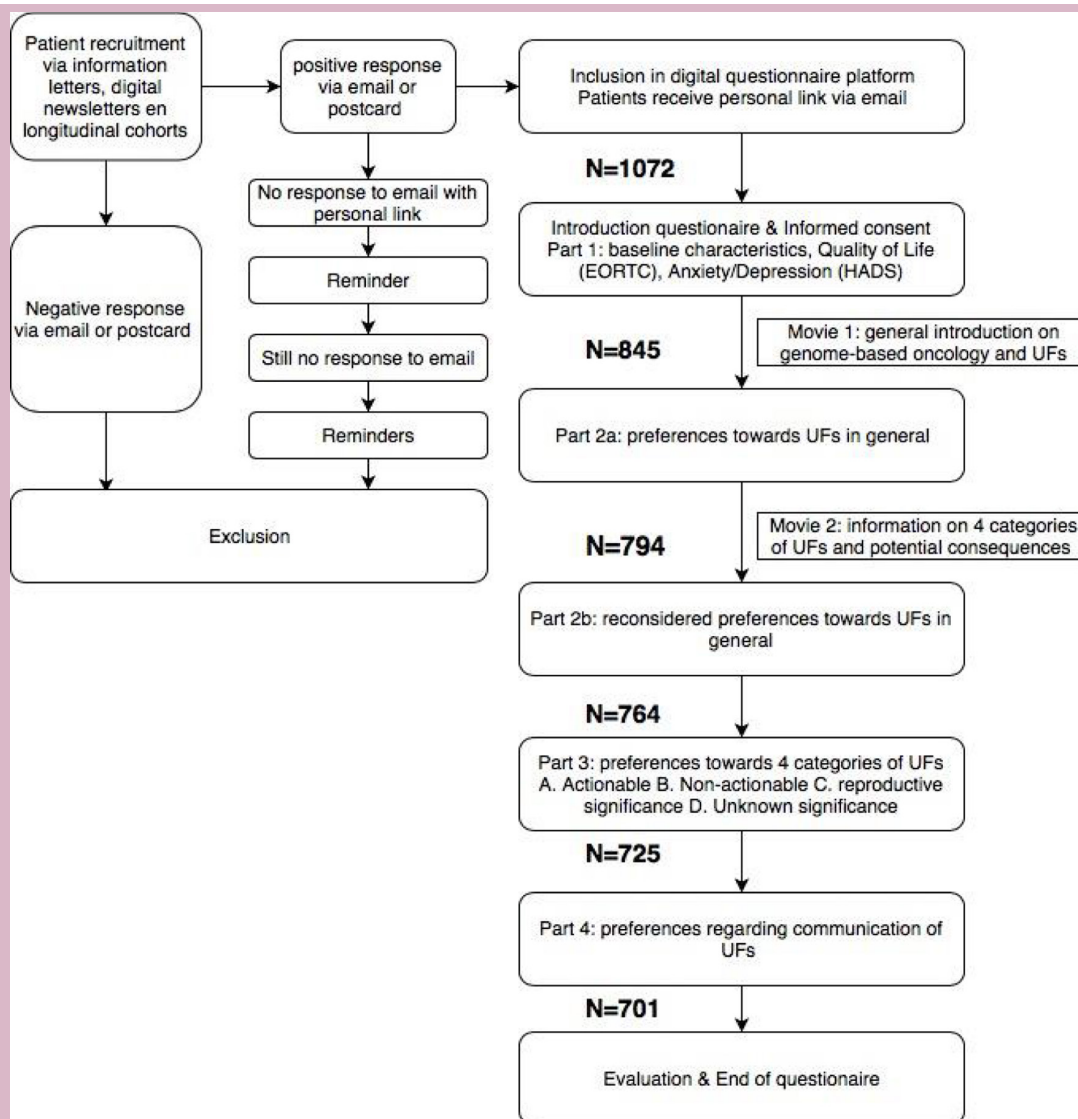 Patient recruitment
via information
letters, digital
newsletters en
longitudinal cohorts
positive response
via email or
postcard
Inclusion in digital questionnaire platform
Patients receive personal link via email
N=1072
No response to email with
personal link
Introduction questionaire & Informed consent
Part 1: baseline characteristics, Quality of Life
(EORTC), Anxiety/Depression (HADS)
Reminder
Negative response
via email or postcard
Still no response to email
N=845
Movie 1: general introduction on
genome-based oncology and UFs
Reminders
Part 2a: preferences towards UFs in general
Exclusion
N=794
Movie 2: information on 4 categories
of UFs and potential consequences
Part 2b: reconsidered preferences towards UFs in
general
N=764
Part 3: preferences towards 4 categories of UFs
A. Actionable B. Non-actionable C. reproductive
significance D. Unknown significance
N=725
Part 4: preferences regarding communication of
UFs
N=701
Evaluation & End of questionaire